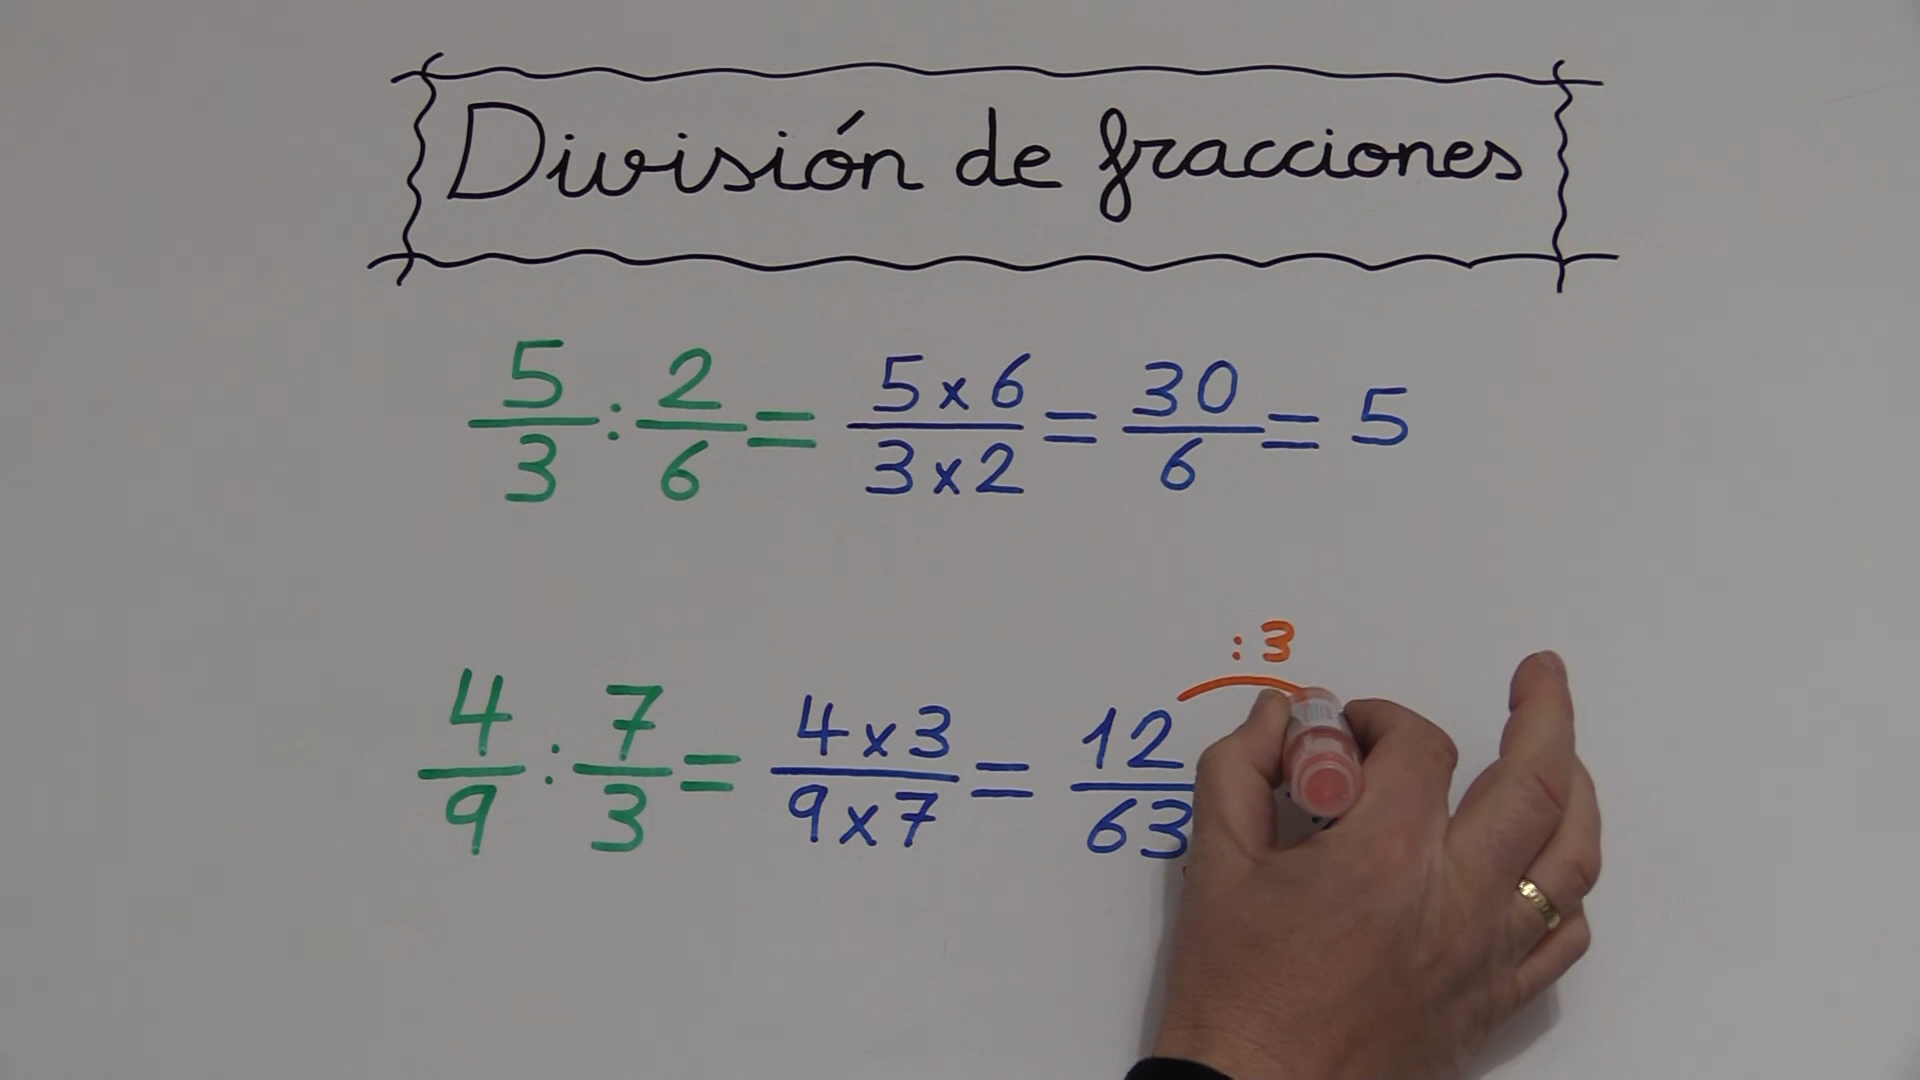 División de fracciones
5/3 : 2/6 = 5x6/3x2 = 30/6 = 5
:3
4/9 : 7/3 = 4x3/9x7 = 12/63